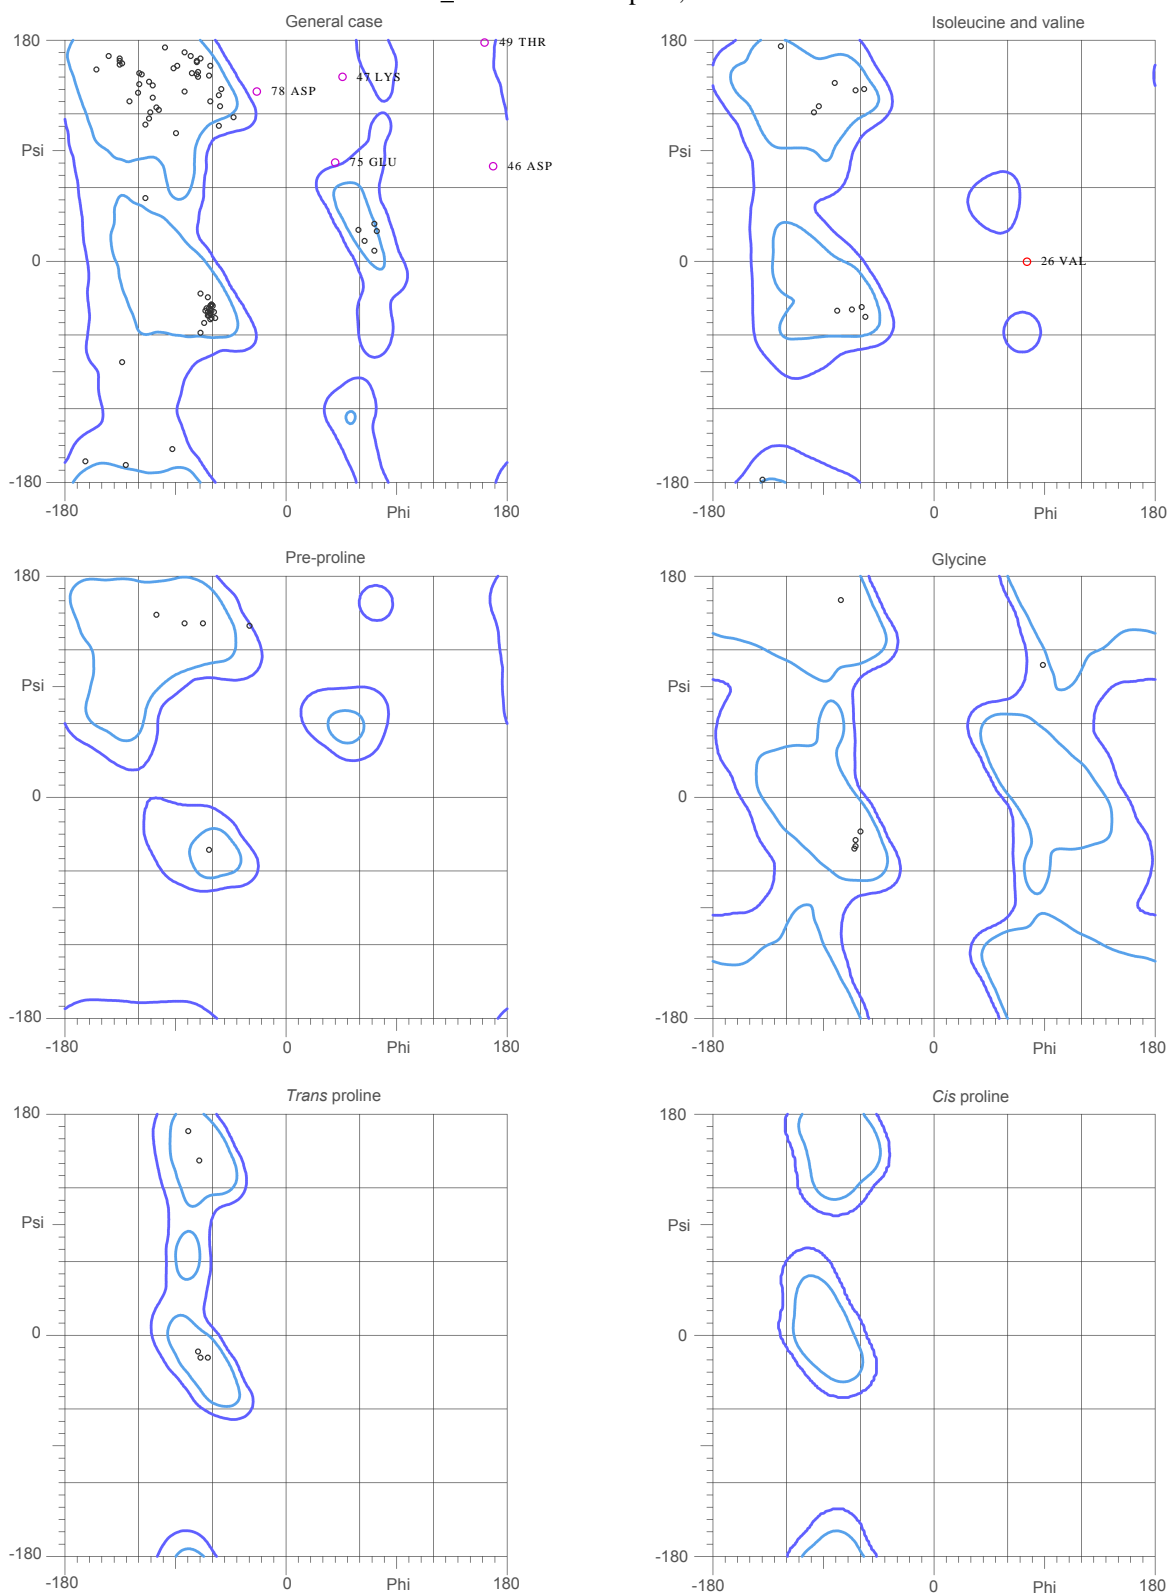 General case
Isoleucine and valine
180
49 THR
180
47 LYS
78 ASP
Psi
75 GLU
46 ASP
Psi
0
0
26 VAL
-180
-180
-180
0
Phi
180
-180
0
Phi
180
Pre-proline
Glycine
180
180
Psi
Psi
0
0
-180
-180
-180
0
Phi
180
-180
0
Phi
180
Trans proline
Cis proline
180
180
Psi
Psi
0
0
-180
-180
-180
0
Phi
180
-180
0
Phi
180